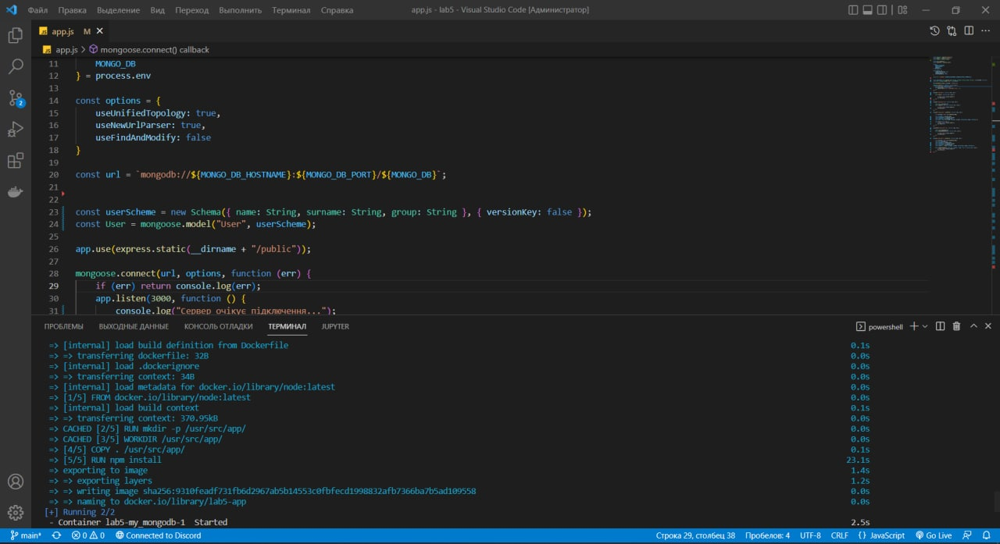 Файл Правка Выделение Вид Переход Выполнить Терминал Справка app.js - lab5 - Visual Studio Code [Администратор]
JS app.js M
JS app.js > mongoose.connect() callback
11 MONGO_DB
12 } = process.env
13
14 const options = {
15 useUnifiedTopology: true,
16 useNewUrlParser: true,
17 useFindAndModify: false
18 }
19
20 const url = `mongodb://${MONGO_DB_HOSTNAME}:${MONGO_DB_PORT}/${MONGO_DB}`;
21
22
23 const userScheme = new Schema({ name: String, surname: String, group: String }, { versionKey: false });
24 const User = mongoose.model("User", userScheme);
25
26 app.use(express.static(__dirname + "/public"));
27
28 mongoose.connect(url, options, function (err) {
29 if (err) return console.log(err);
30 app.listen(3000, function () {
31 console.log("Сервер очікує підключення...");
2
ПРОБЛЕМЫ ВЫХОДНЫЕ ДАННЫЕ КОНСОЛЬ ОТЛАДКИ ТЕРМИНАЛ JUPYTER powershell
=> [internal] load build definition from Dockerfile 0.1s
=> => transferring dockerfile: 32B 0.0s
=> [internal] load .dockerignore 0.0s
=> => transferring context: 34B 0.0s
=> [internal] load metadata for docker.io/library/node:latest 0.0s
=> [1/5] FROM docker.io/library/node:latest 0.0s
=> [internal] load build context 0.1s
=> => transferring context: 370.95kB 0.0s
=> CACHED [2/5] RUN mkdir -p /usr/src/app/ 0.0s
=> CACHED [3/5] WORKDIR /usr/src/app/ 0.0s
=> [4/5] COPY . /usr/src/app/ 0.1s
=> [5/5] RUN npm install 23.1s
=> exporting to image 1.4s
=> => exporting layers 1.2s
=> => writing image sha256:9310feadf731fb6d2967ab5b14553c0fbfecd1998832afb7366ba7b5ad109558 0.0s
=> => naming to docker.io/library/lab5-app 0.0s
[+] Running 2/2
- Container lab5-my_mongodb-1 Started 2.5s
main* 0 0 Connected to Discord Строка 29, столбец 38 Пробелов: 4 UTF-8 CRLF {} JavaScript Go Live